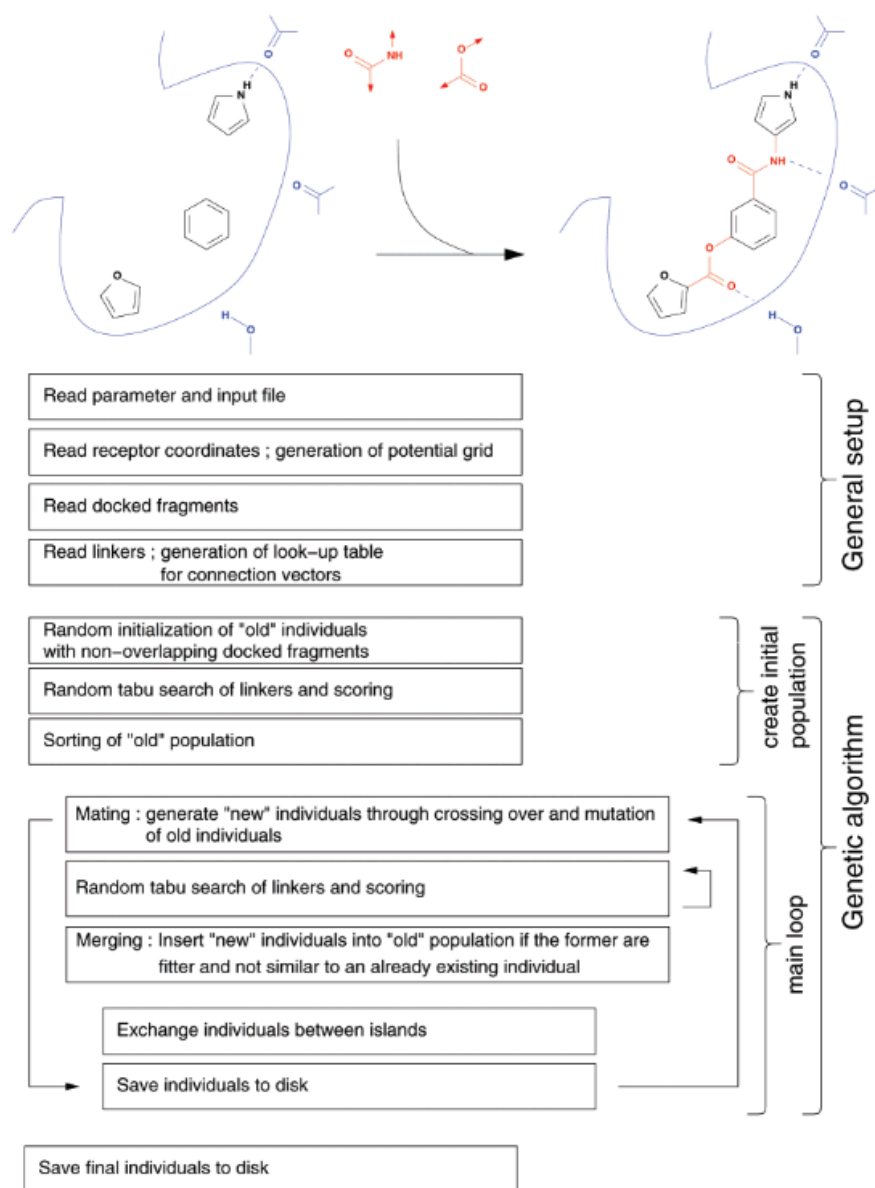 O
H
N
O
NH
O
O
O
H
O
O
H
N
O
NH
O
O
O
O
H
O
Read parameter and input file
Read receptor coordinates ; generation of potential grid
Read docked fragments
Read linkers ; generation of look-up table
for connection vectors
General setup
Random initialization of "old" individuals
with non-overlapping docked fragments
Random tabu search of linkers and scoring
Sorting of "old" population
create initial
population
Mating : generate "new" individuals through crossing over and mutation
of old individuals
Random tabu search of linkers and scoring
Merging : Insert "new" individuals into "old" population if the former are
fitter and not similar to an already existing individual
Exchange individuals between islands
Save individuals to disk
main loop
Genetic algorithm
Save final individuals to disk